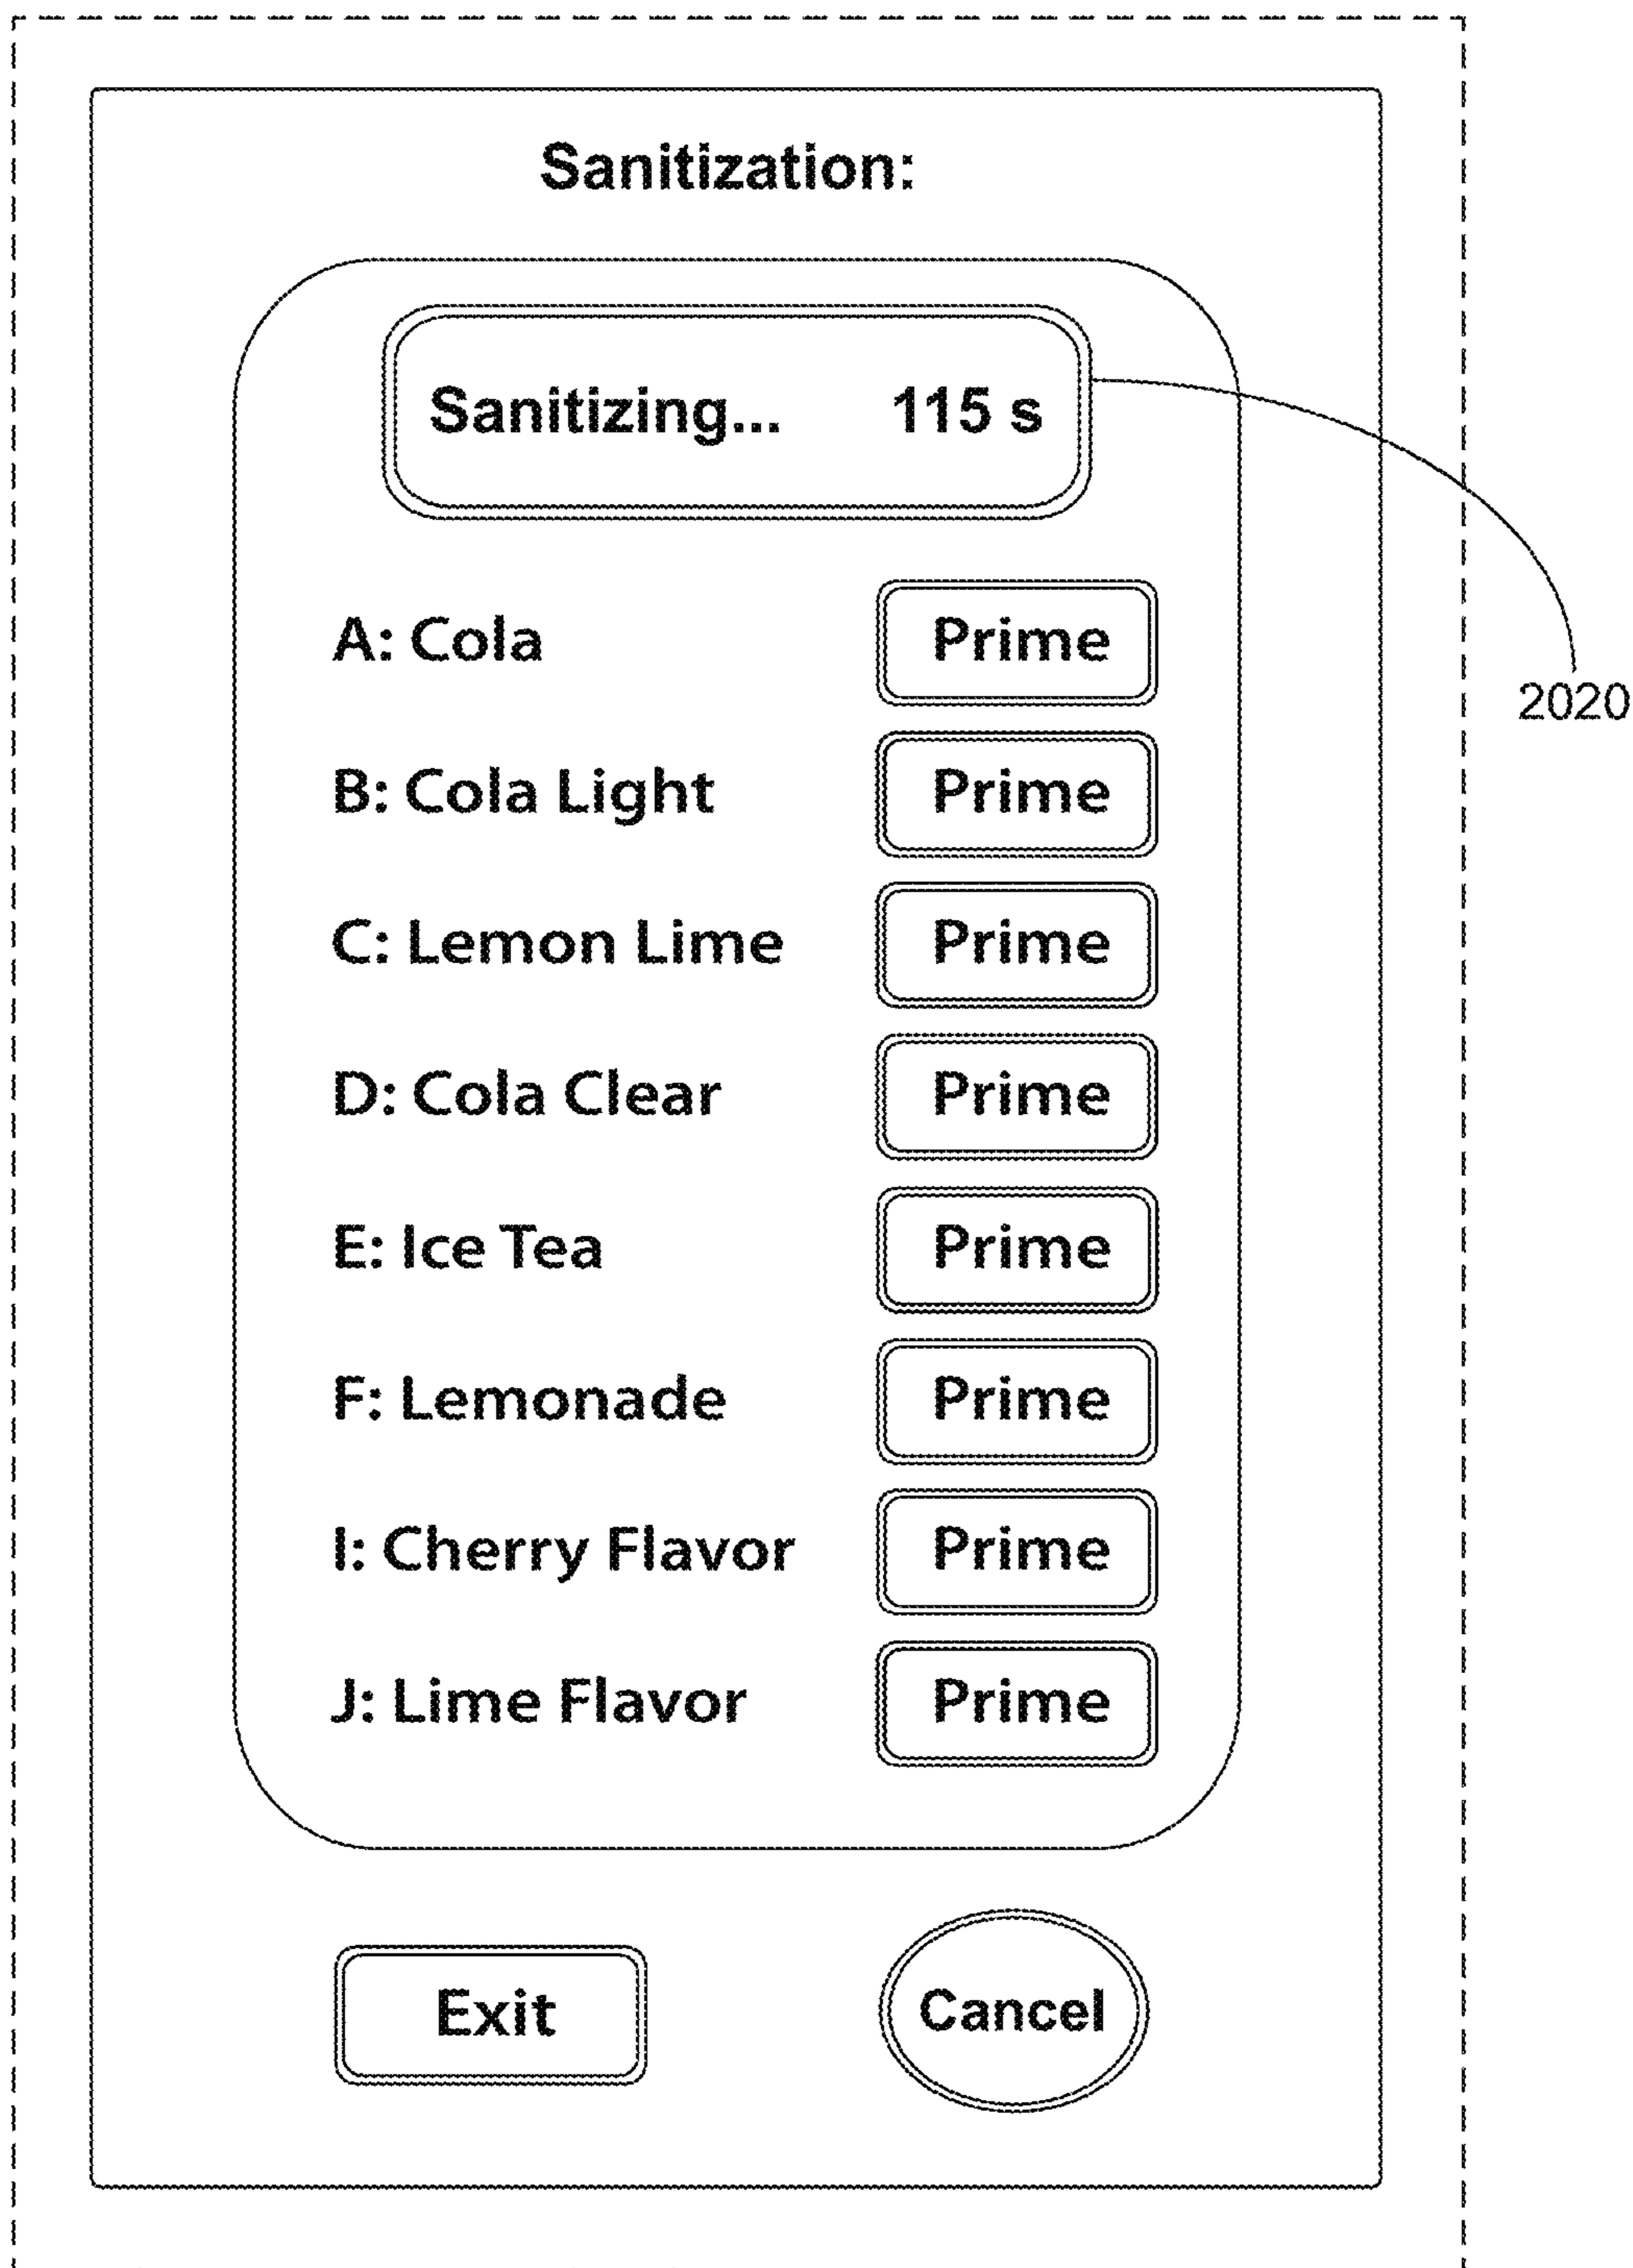 Sanitization:
Sanitizing... 115 s
A: Cola Prime
2020
B: Cola Light Prime
C: Lemon Lime Prime
D: Cola Clear Prime
E: Ice Tea Prime
F: Lemonade Prime
I: Cherry Flavor Prime
J: Lime Flavor Prime
Exit Cancel